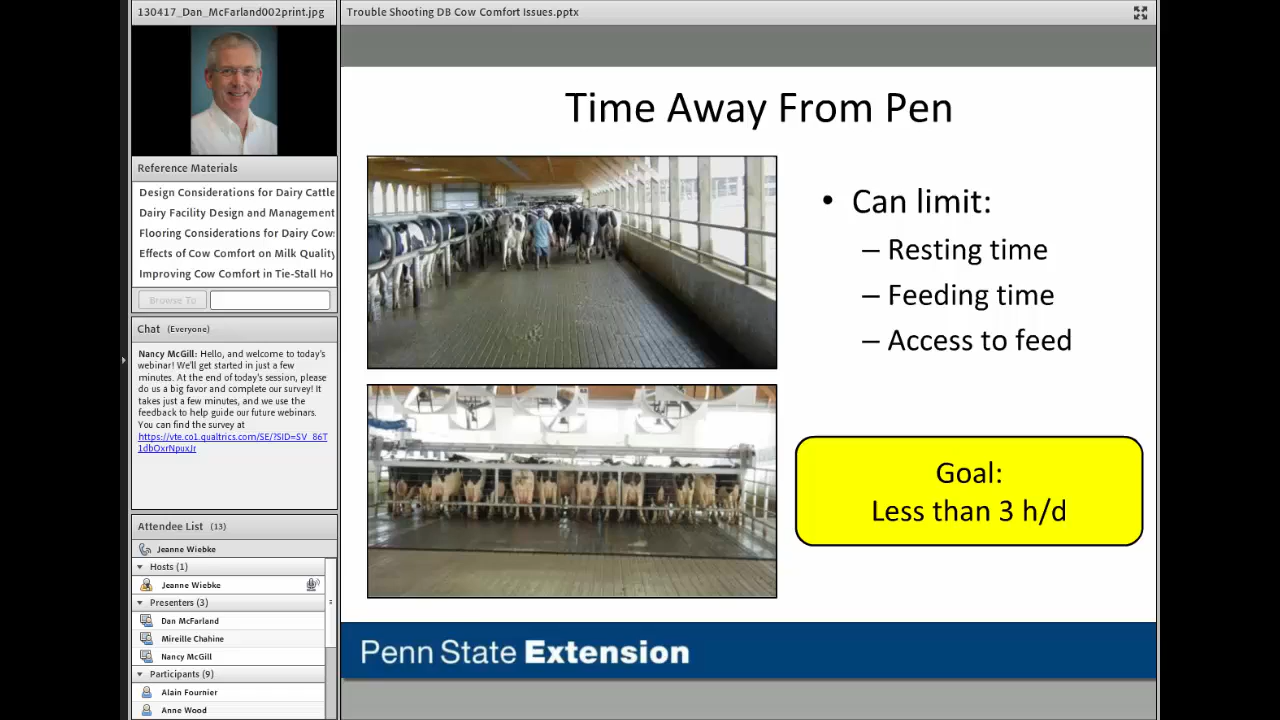 130417_Dan_McFarland002print.jpg
Trouble Shooting DB Cow Comfort Issues.pptx
Reference Materials
Design Considerations for Dairy Cattle
Dairy Facility Design and Management
Flooring Considerations for Dairy Cow
Effects of Cow Comfort on Milk Quality
Improving Cow Comfort in Tie-Stall Ho
Browse To
Chat (Everyone)
Nancy McGill: Hello, and welcome to today's
webinar! We'll get started in just a few
minutes. At the end of today's session, please
do us a big favor and complete our survey! It
takes just a few minutes, and we use the
feedback to help guide our future webinars.
You can find the survey at
https://vte.co1.qualtrics.com/SE/?SID=SV_86T
1dbOxrNpuxJr
Attendee List (13)
Jeanne Wiebke
Hosts (1)
Jeanne Wiebke
Presenters (3)
Dan McFarland
Mireille Chahine
Nancy McGill
Participants (9)
Alain Fournier
Anne Wood
Time Away From Pen
• Can limit:
– Resting time
– Feeding time
– Access to feed
Goal:
Less than 3 h/d
Penn State Extension